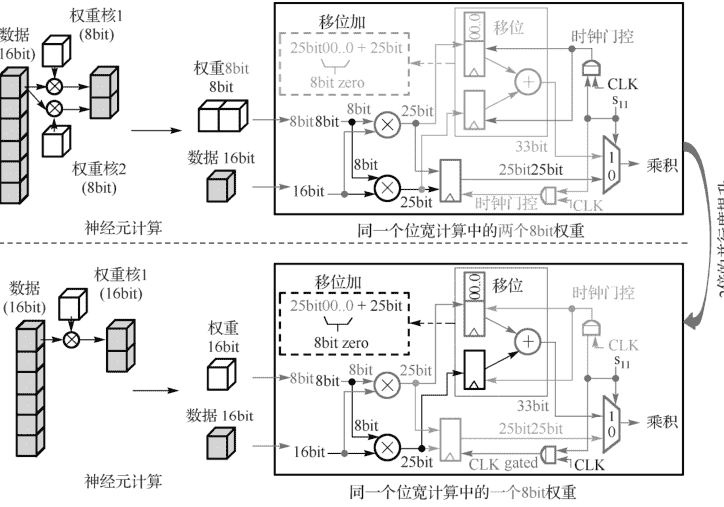 数据
(16bit)
权重核1
(8bit)
权重核2
(8bit)
神经元计算
权重8bit
8bit
数据 16bit
移位加
25bit00..0 + 25bit
8bit zero
00..0
移位
时钟门控
CLK
S11
8bit8bit
8bit
25bit
33bit
8bit
16bit
25bit
25bit25bit
时钟门控
CLK
1
0
乘积
同一个位宽计算中的两个8bit权重
数据
(16bit)
权重核1
(16bit)
神经元计算
权重
16bit
数据 16bit
移位加
25bit00..0 + 25bit
8bit zero
00..0
移位
时钟门控
CLK
S11
8bit8bit
8bit
25bit
33bit
8bit
16bit
25bit
25bit25bit
CLK gated
CLK
1
0
乘积
同一个位宽计算中的一个8bit权重